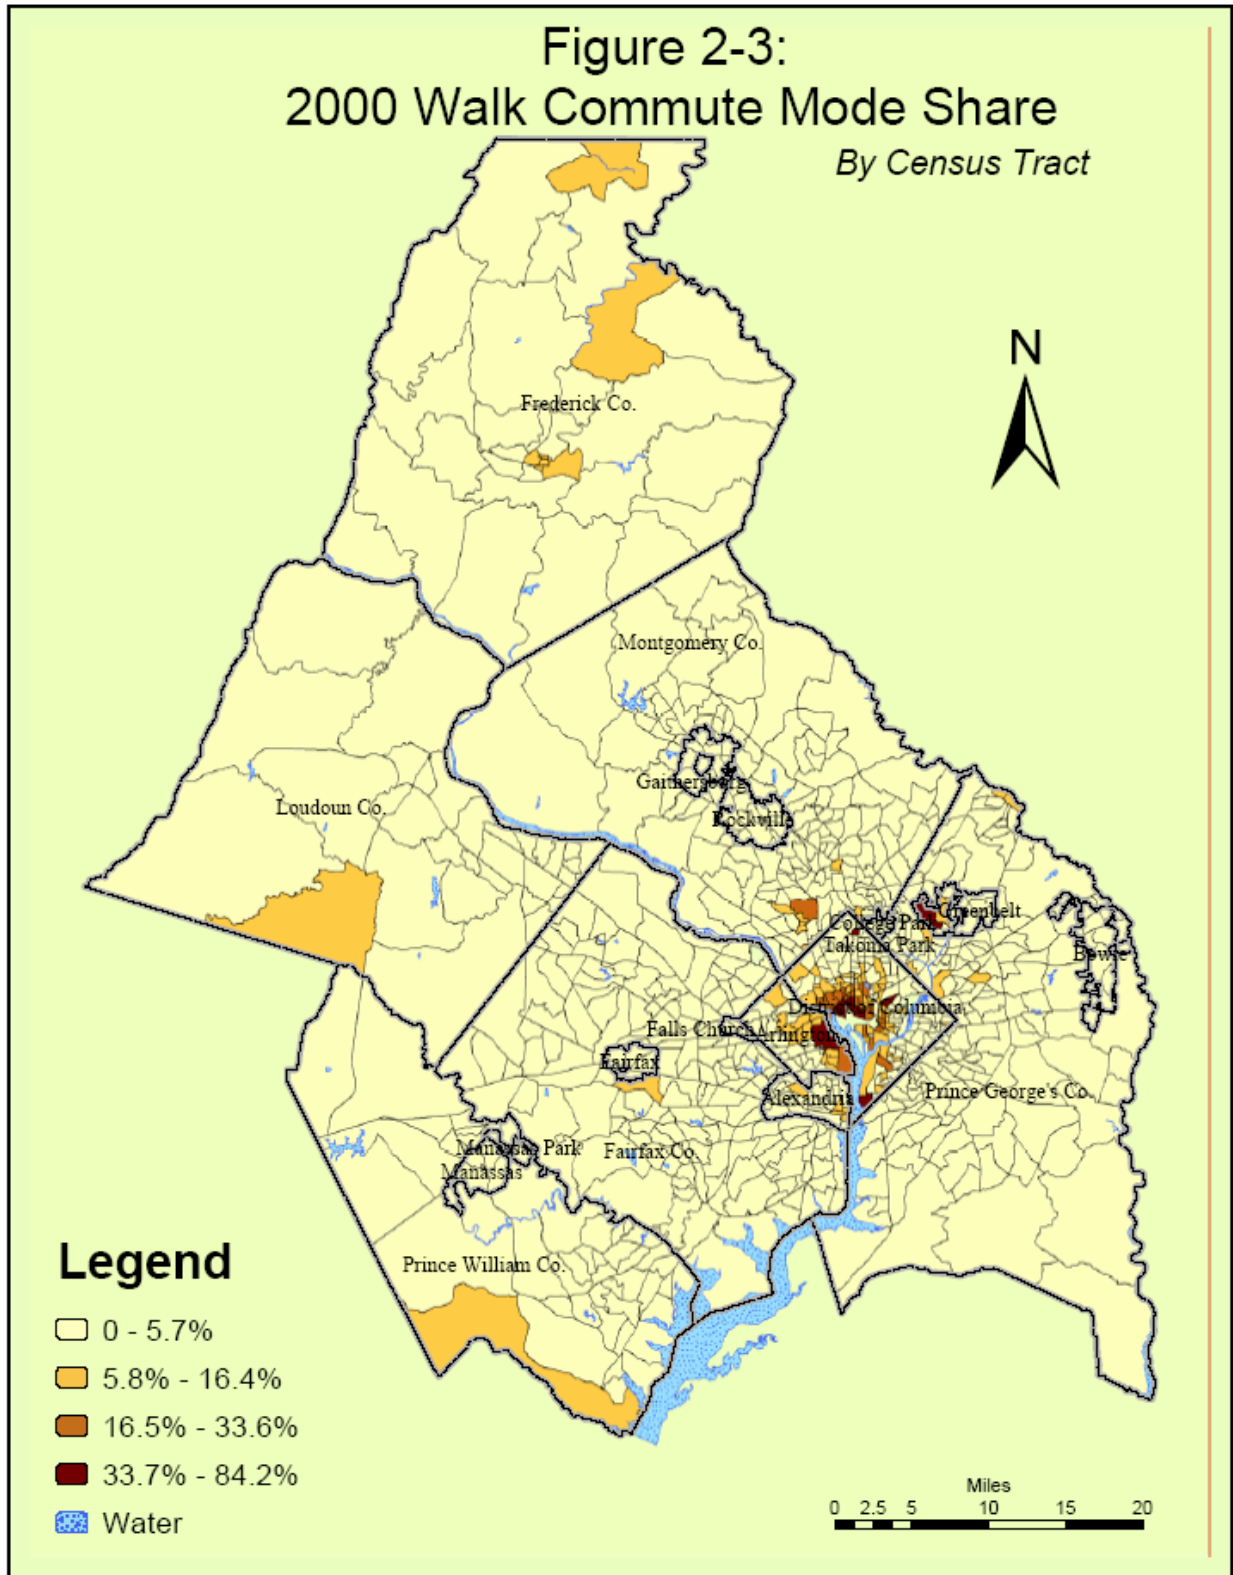 Figure 2-3:
2000 Walk Commute Mode Share
By Census Tract
N
Frederick Co.
Montgomery Co.
Gaithersburg
Rockville
Loudoun Co.
Greenbelt
College Park
Takoma Park
Bowie
District of Columbia
Falls Church
Arlington
Fairfax
Alexandria
Prince George's Co.
Manassas Park
Fairfax Co.
Manassas
Prince William Co.
Legend
0 - 5.7%
5.8% - 16.4%
16.5% - 33.6%
33.7% - 84.2%
Water
Miles
0 2.5 5 10 15 20